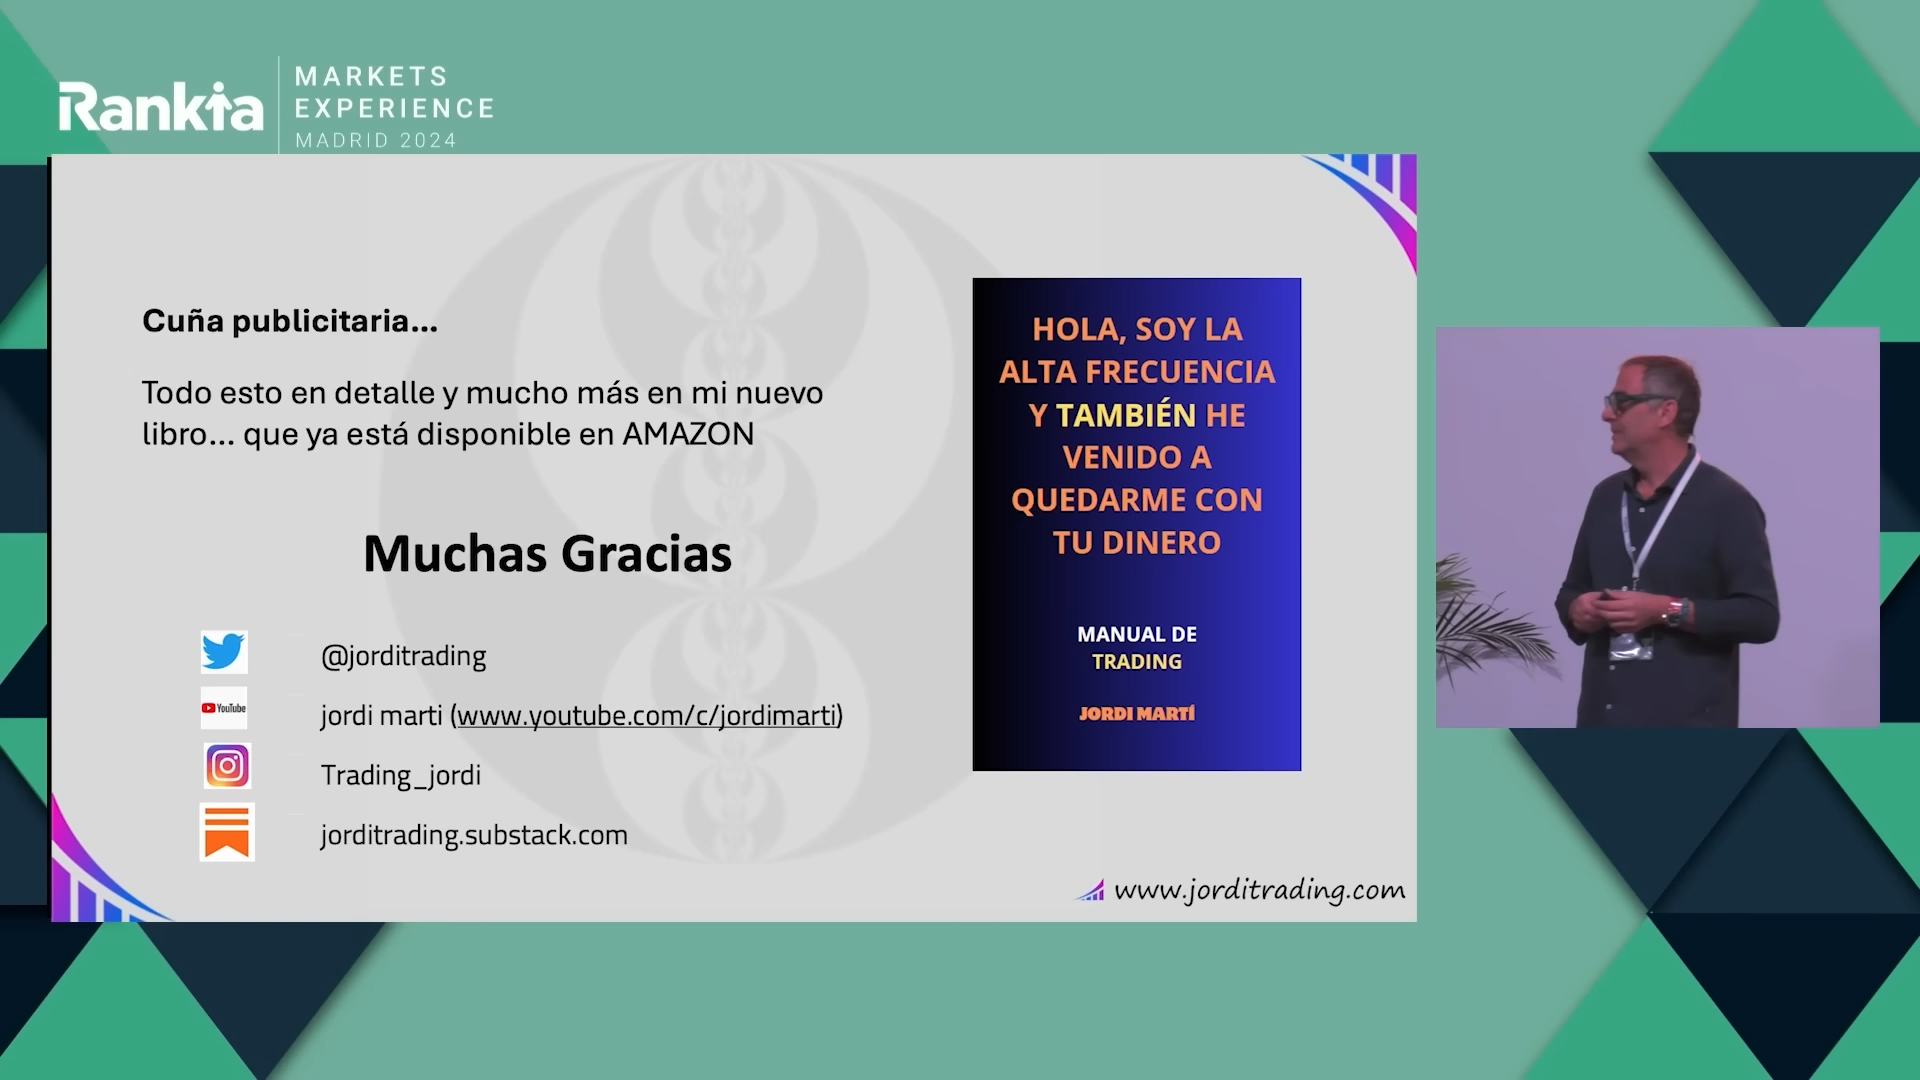 Rankia
MARKETS
EXPERIENCE
MADRID 2024
Cuña publicitaria...
Todo esto en detalle y mucho más en mi nuevo
libro... que ya está disponible en AMAZON
Muchas Gracias
@jorditrading
YouTube
jordi marti (www.youtube.com/c/jordimarti)
Trading_jordi
jorditrading.substack.com
HOLA, SOY LA
ALTA FRECUENCIA
Y TAMBIÉN HE
VENIDO A
QUEDARME CON
TU DINERO
MANUAL DE
TRADING
JORDI MARTÍ
www.jorditrading.com